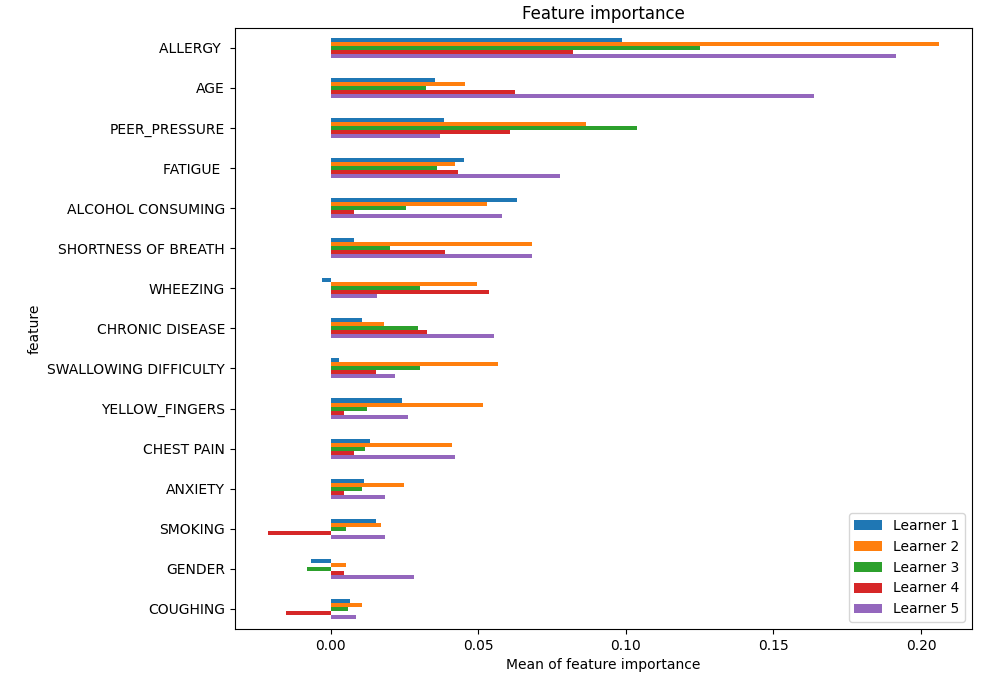 Feature importance
ALLERGY
AGE
PEER_PRESSURE
FATIGUE
ALCOHOL CONSUMING
SHORTNESS OF BREATH
WHEEZING
CHRONIC DISEASE
SWALLOWING DIFFICULTY
YELLOW_FINGERS
CHEST PAIN
ANXIETY
SMOKING
GENDER
COUGHING
feature
Learner 1
Learner 2
Learner 3
Learner 4
Learner 5
0.00 0.05 0.10 0.15 0.20
Mean of feature importance